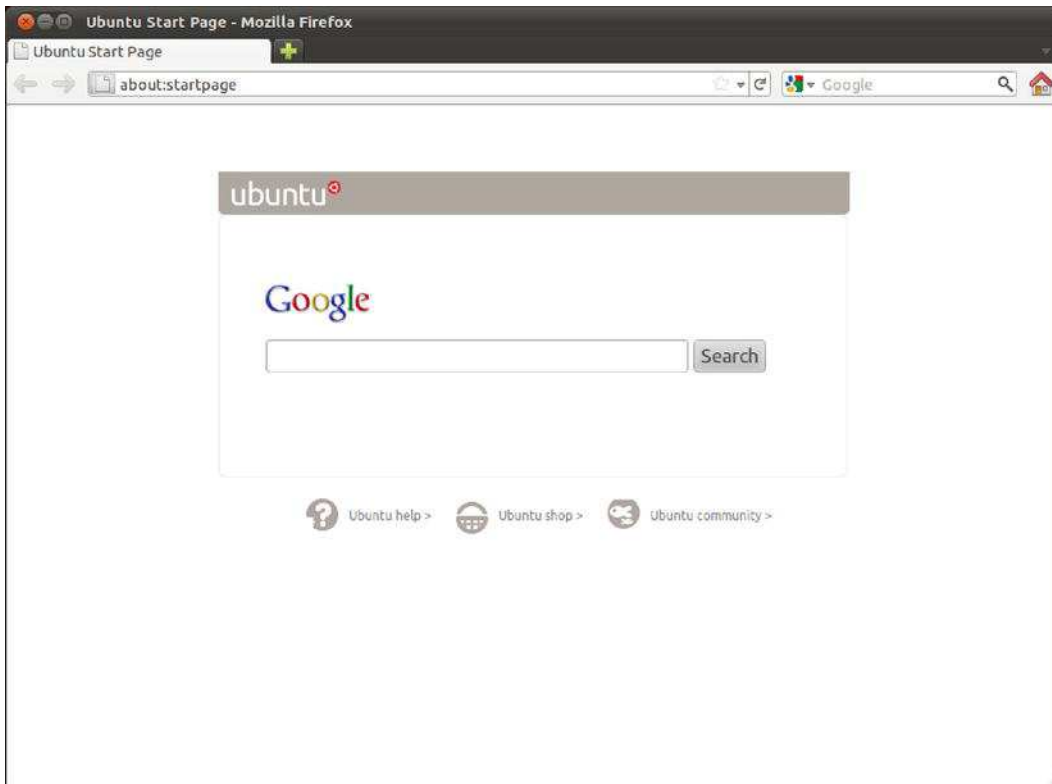 Ubuntu Start Page - Mozilla Firefox
Ubuntu Start Page
about:startpage Google
ubuntu
Google
Search
Ubuntu help > Ubuntu shop > Ubuntu community >